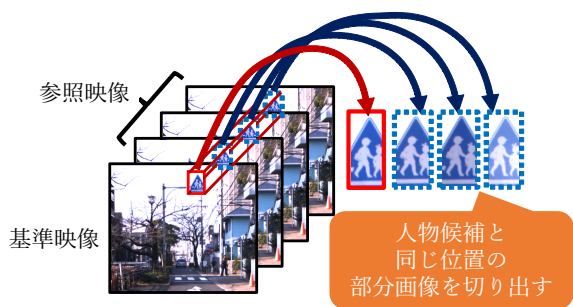 参照映像
基準映像
人物候補と
同じ位置の
部分画像を切り出す